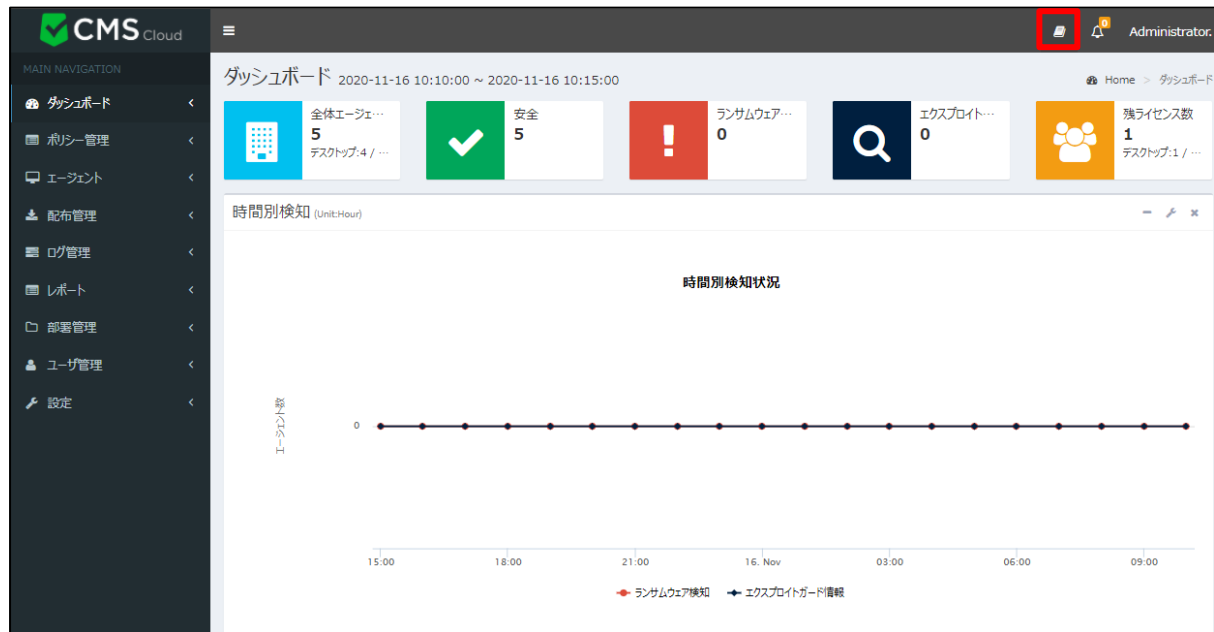 CMS Cloud
0
Administrator.
MAIN NAVIGATION
ダッシュボード
ポリシー管理
エージェント
配布管理
ログ管理
レポート
部署管理
ユーザ管理
設定
ダッシュボード 2020-11-16 10:10:00 ~ 2020-11-16 10:15:00
Home > ダッシュボード
全体エージェ…
5
デスクトップ:4 / …
安全
5
ランサムウェア…
0
エクスプロイト…
0
残ライセンス数
1
デスクトップ:1 / …
時間別検知 (Unit:Hour)
時間別検知状況
エージェント数
0
15:00 18:00 21:00 16. Nov 03:00 06:00 09:00
ランサムウェア検知 エクスプロイトガード情報